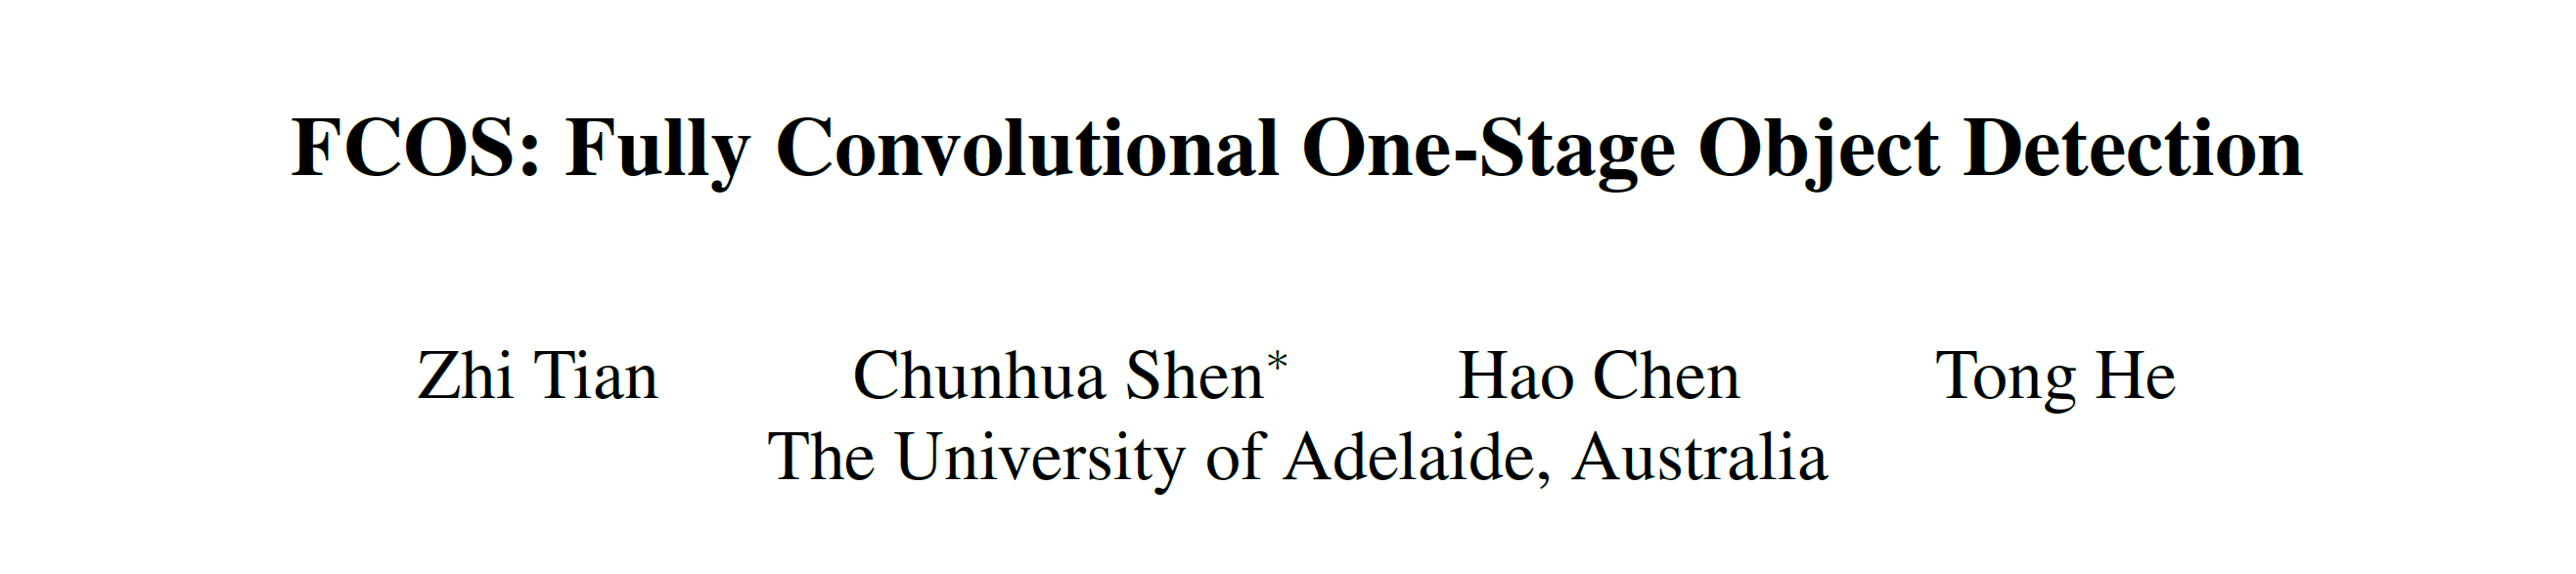 FCOS: Fully Convolutional One-Stage Object Detection
Zhi Tian Chunhua Shen* Hao Chen Tong He
The University of Adelaide, Australia